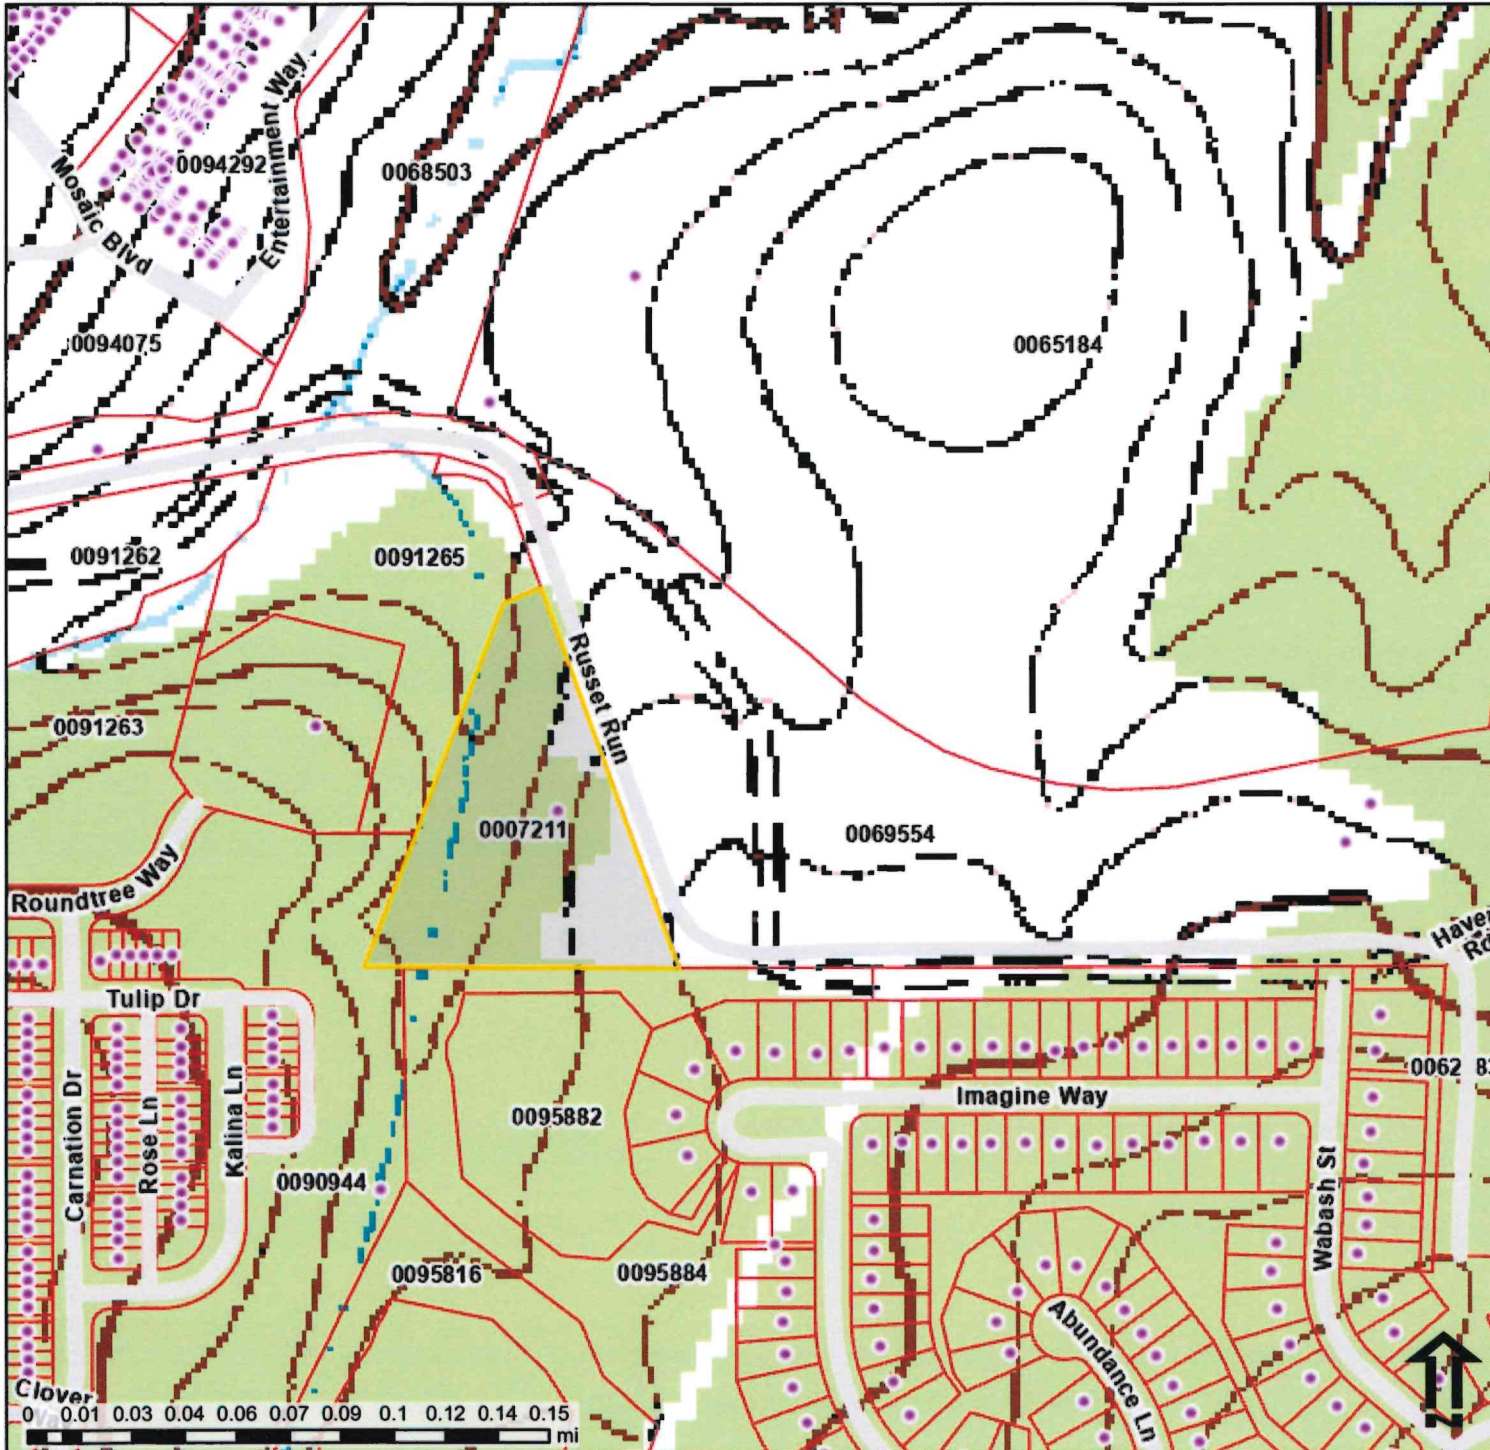 Mosaic Blvd
Entertainment Way
0094292
0068503
0094075
0065184
0091262
0091265
0091263
Russet Run
0007211
0069554
Roundtree Way
Haven
Rd
Tulip Dr
Carnation Dr
Rose Ln
Kalina Ln
0090944
0095882
0095816
0095884
Imagine Way
Wabash St
Abundance Ln
Clover
0 0.01 0.03 0.04 0.06 0.07 0.09 0.1 0.12 0.14 0.15
mi
N